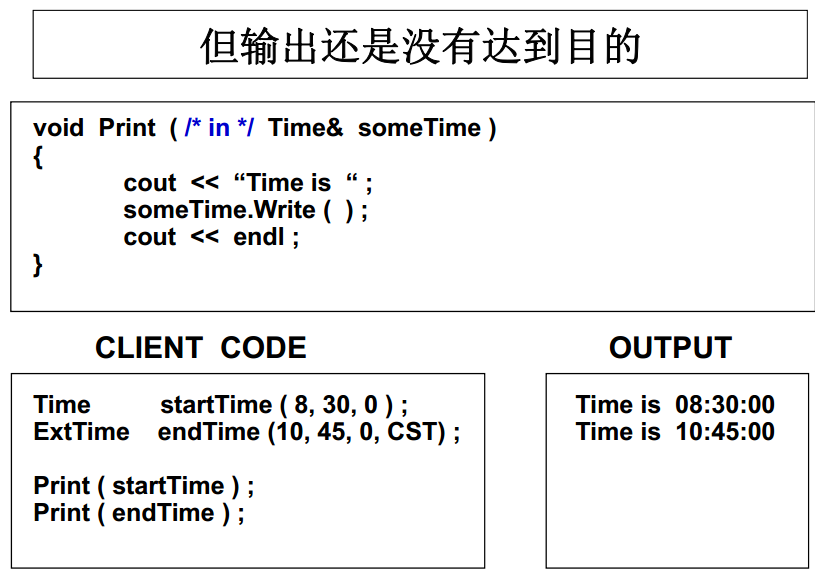 但输出还是没有达到目的
void Print ( /* in */ Time& someTime )
{
cout << “Time is “ ;
someTime.Write ( ) ;
cout << endl ;
}
CLIENT CODE
Time startTime ( 8, 30, 0 ) ;
ExtTime endTime (10, 45, 0, CST) ;
Print ( startTime ) ;
Print ( endTime ) ;
OUTPUT
Time is 08:30:00
Time is 10:45:00